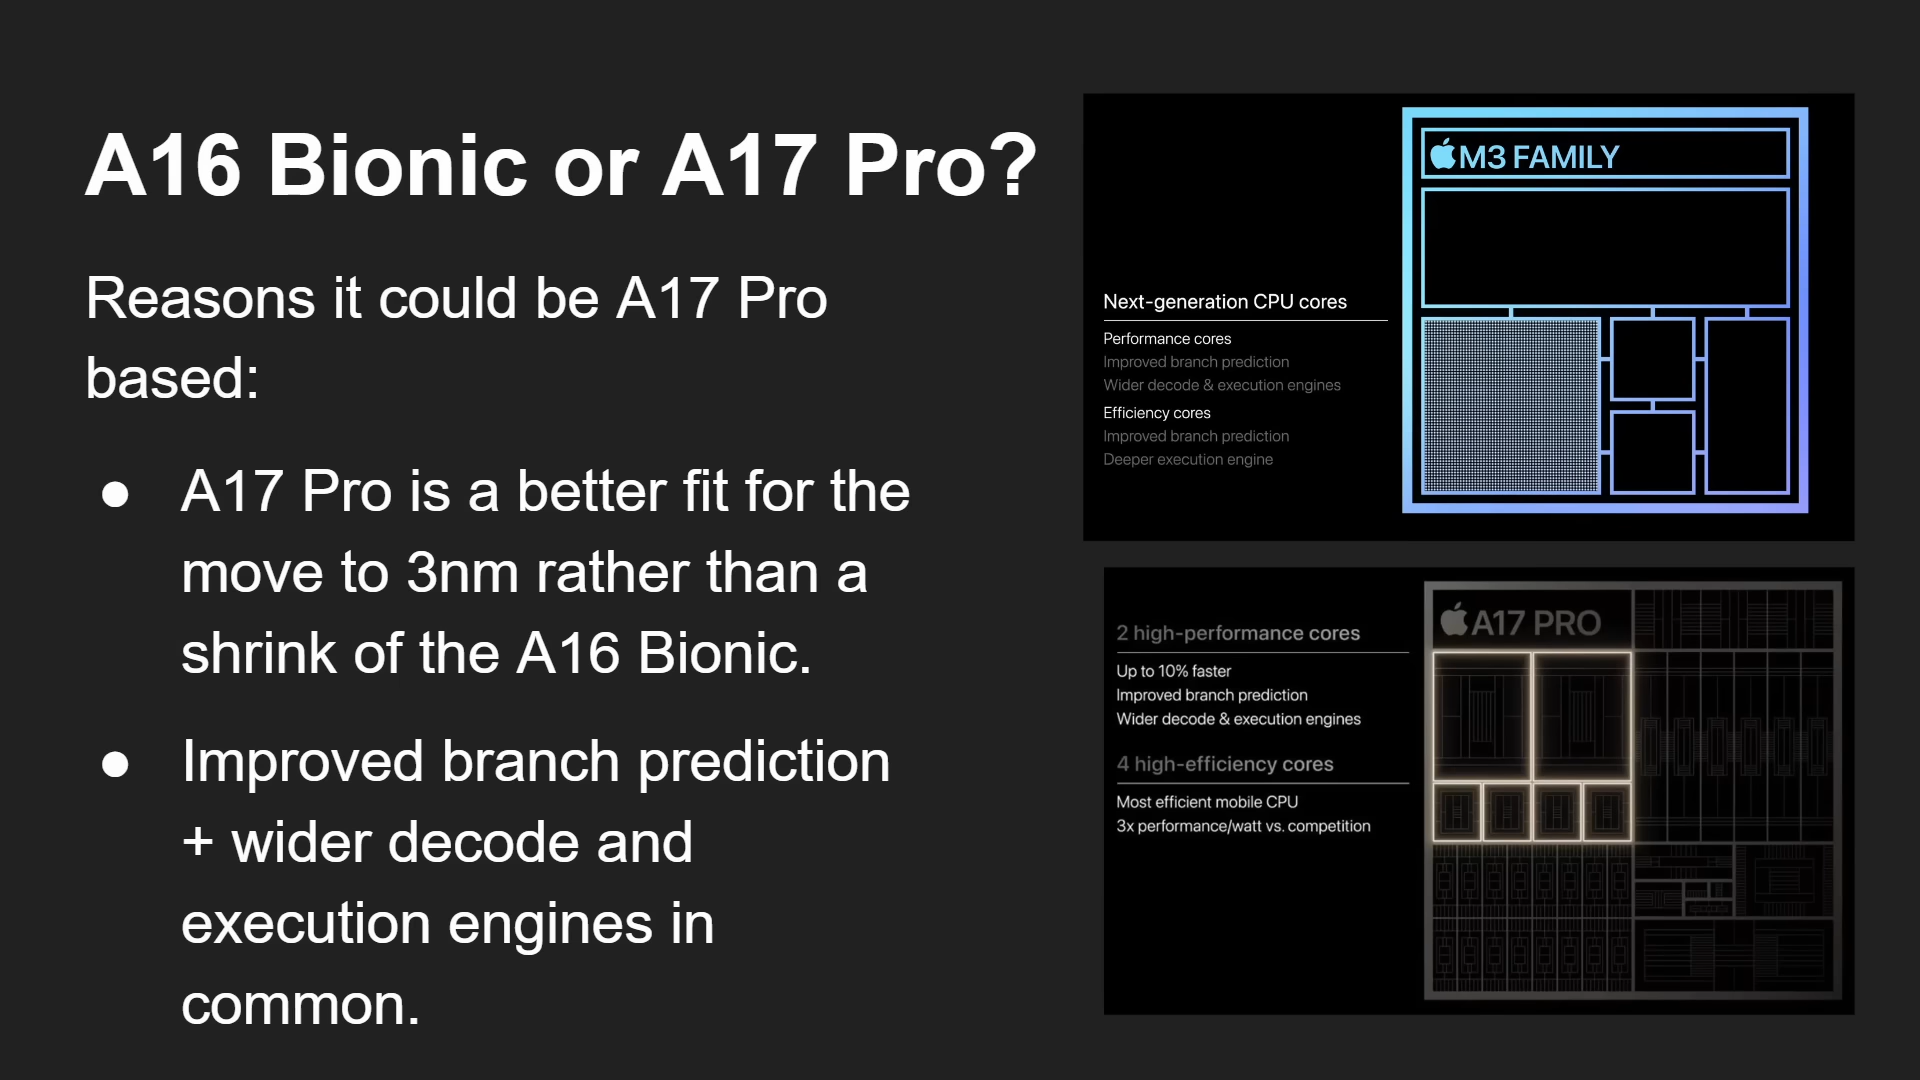 A16 Bionic or A17 Pro?
Reasons it could be A17 Pro
based:
● A17 Pro is a better fit for the
move to 3nm rather than a
shrink of the A16 Bionic.
● Improved branch prediction
+ wider decode and
execution engines in
common.
M3 FAMILY
Next-generation CPU cores
Performance cores
Improved branch prediction
Wider decode & execution engines
Efficiency cores
Improved branch prediction
Deeper execution engine
A17 PRO
2 high-performance cores
Up to 10% faster
Improved branch prediction
Wider decode & execution engines
4 high-efficiency cores
Most efficient mobile CPU
3x performance/watt vs. competition